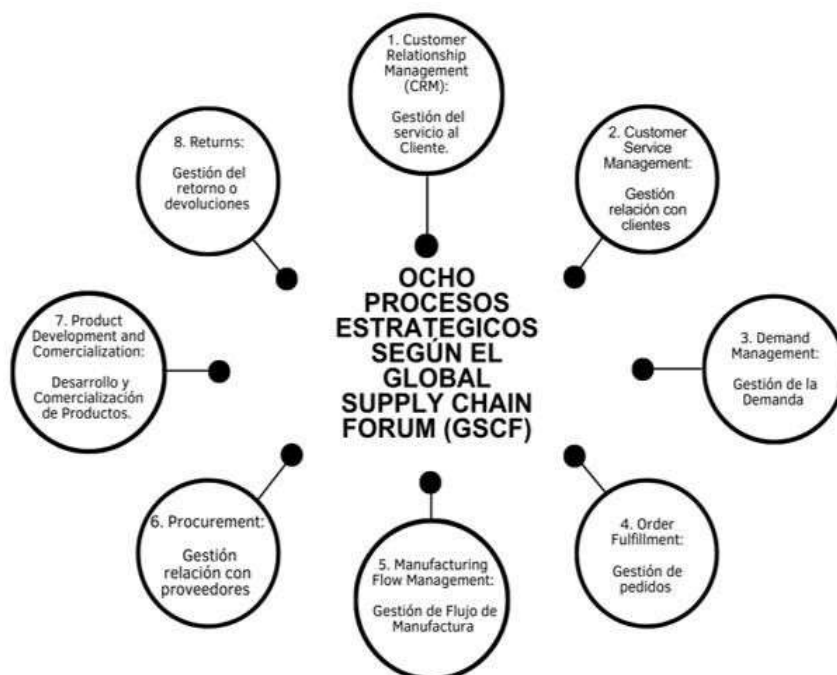 1. Customer
Relationship
Management
(CRM):
Gestión del
servicio al
Cliente.
2. Customer
Service
Management:
Gestión
relación con
clientes
3. Demand
Management:
Gestión de la
Demanda
4. Order
Fulfillment:
Gestión de
pedidos
5. Manufacturing
Flow Management:
Gestión de Flujo de
Manufactura
6. Procurement:
Gestión
relación con
proveedores
7. Product
Development and
Comercialization:
Desarrollo y
Comercialización
de Productos.
8. Returns:
Gestión del
retorno o
devoluciones
OCHO
PROCESOS
ESTRATEGICOS
SEGÚN EL
GLOBAL
SUPPLY CHAIN
FORUM (GSCF)